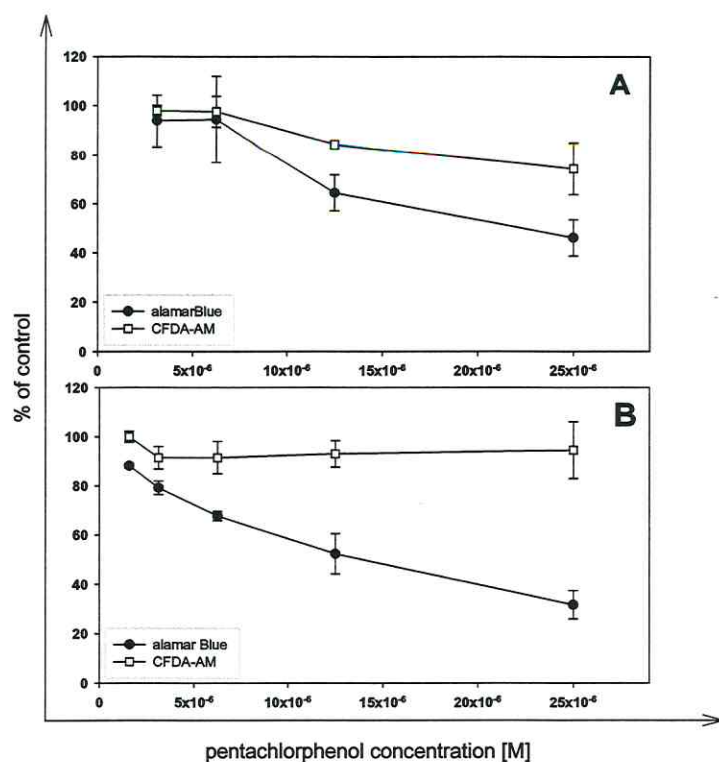 120
A
100
80
60
40
20
alamarBlue
CFDA-AM
0
0 5x10⁻⁶ 10x10⁻⁶ 15x10⁻⁶ 20x10⁻⁶ 25x10⁻⁶
% of control
120
B
100
80
60
40
20
alamar Blue
CFDA-AM
0
0 5x10⁻⁶ 10x10⁻⁶ 15x10⁻⁶ 20x10⁻⁶ 25x10⁻⁶
pentachlorphenol concentration [M]